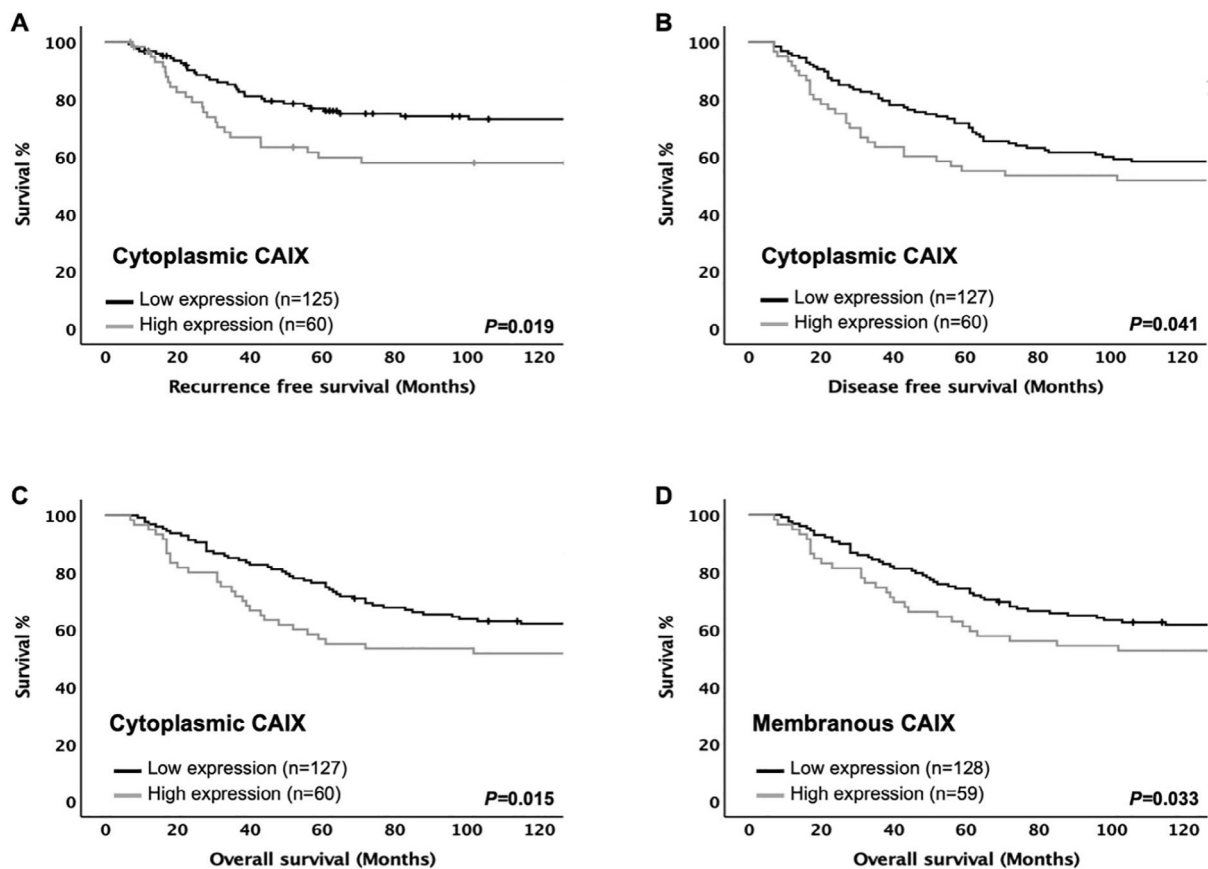 A
Survival %
100
80
60
40
20
0
Cytoplasmic CAIX
Low expression (n=125)
High expression (n=60)
P=0.019
0 20 40 60 80 100 120
Recurrence free survival (Months)
B
Survival %
100
80
60
40
20
0
Cytoplasmic CAIX
Low expression (n=127)
High expression (n=60)
P=0.041
0 20 40 60 80 100 120
Disease free survival (Months)
C
Survival %
100
80
60
40
20
0
Cytoplasmic CAIX
Low expression (n=127)
High expression (n=60)
P=0.015
0 20 40 60 80 100 120
Overall survival (Months)
D
Survival %
100
80
60
40
20
0
Membranous CAIX
Low expression (n=128)
High expression (n=59)
P=0.033
0 20 40 60 80 100 120
Overall survival (Months)